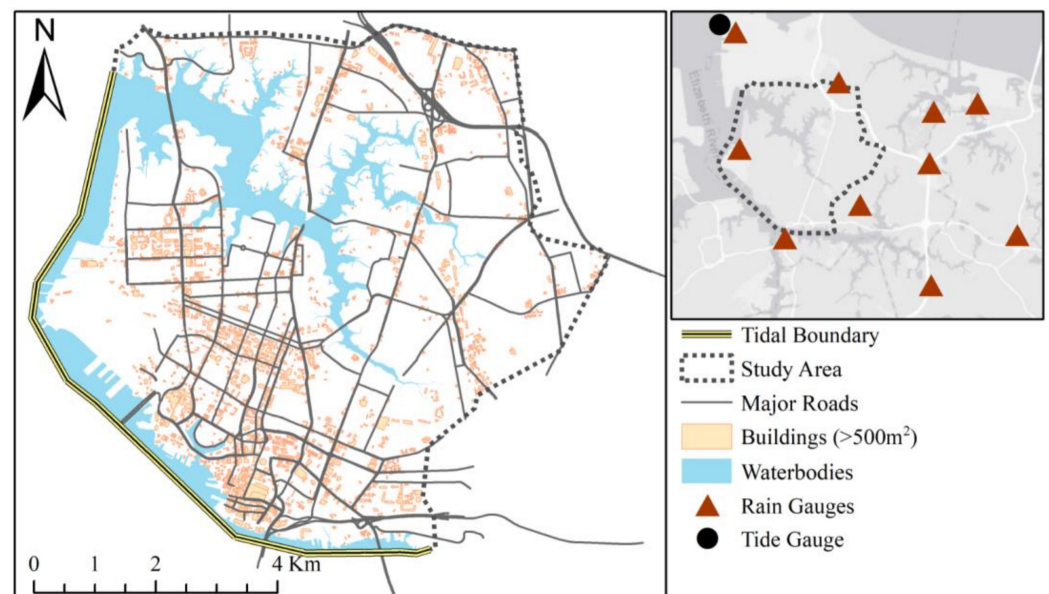 N
Elizabeth River
Tidal Boundary
Study Area
Major Roads
Buildings (>500m²)
Waterbodies
Rain Gauges
Tide Gauge
0 1 2 4 Km